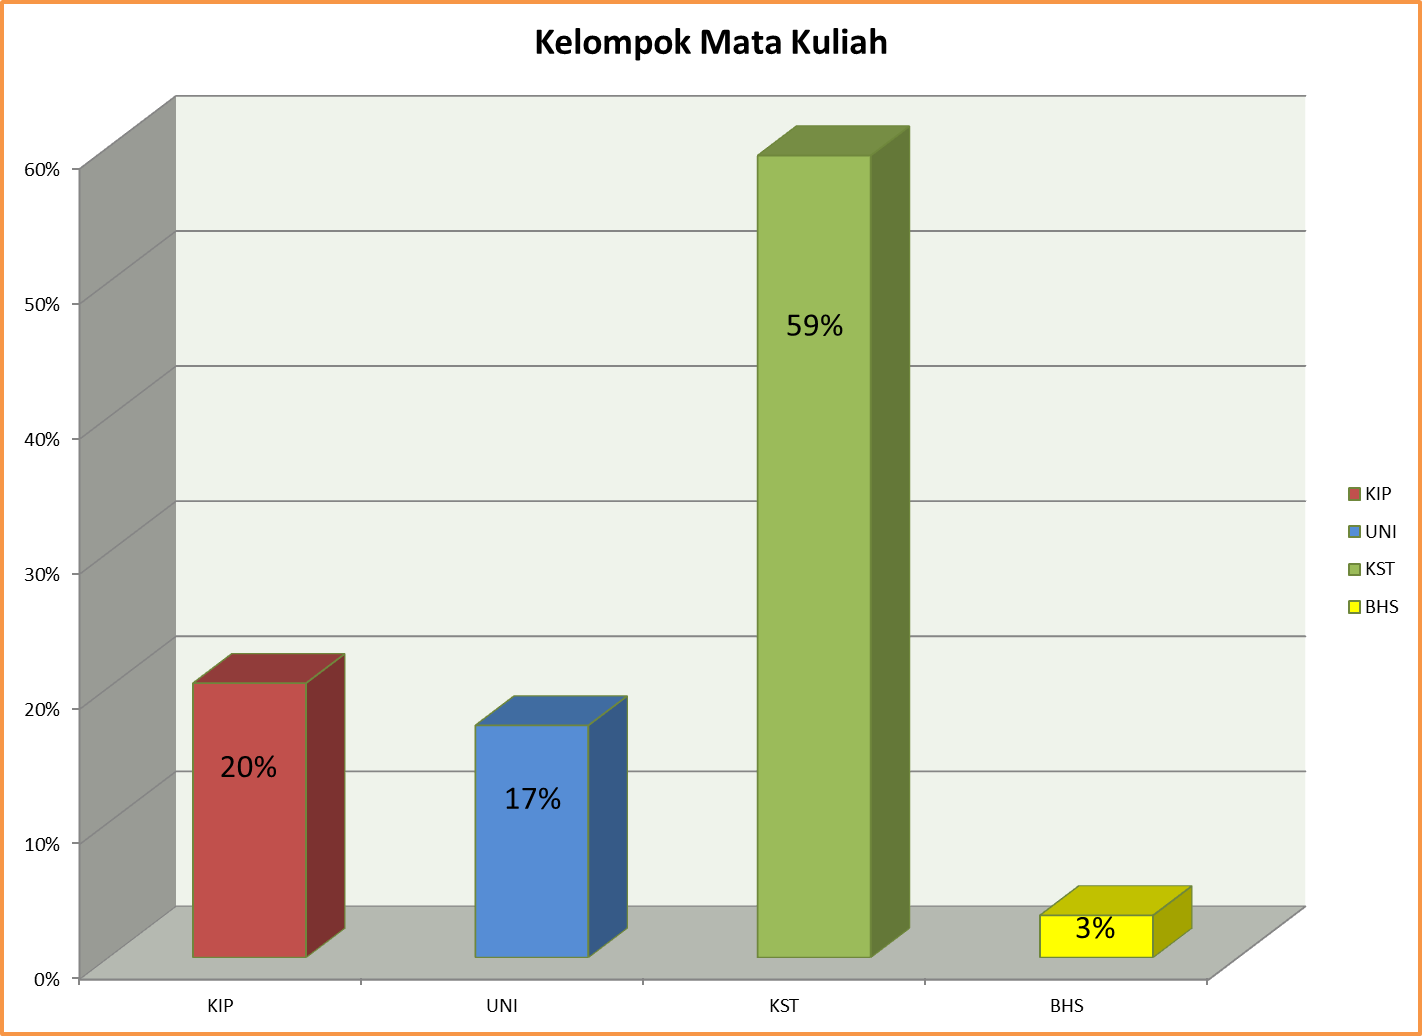 Kelompok Mata Kuliah
60%
50%
40%
30%
20%
10%
0%
20%
17%
59%
3%
KIP
UNI
KST
BHS
KIP
UNI
KST
BHS